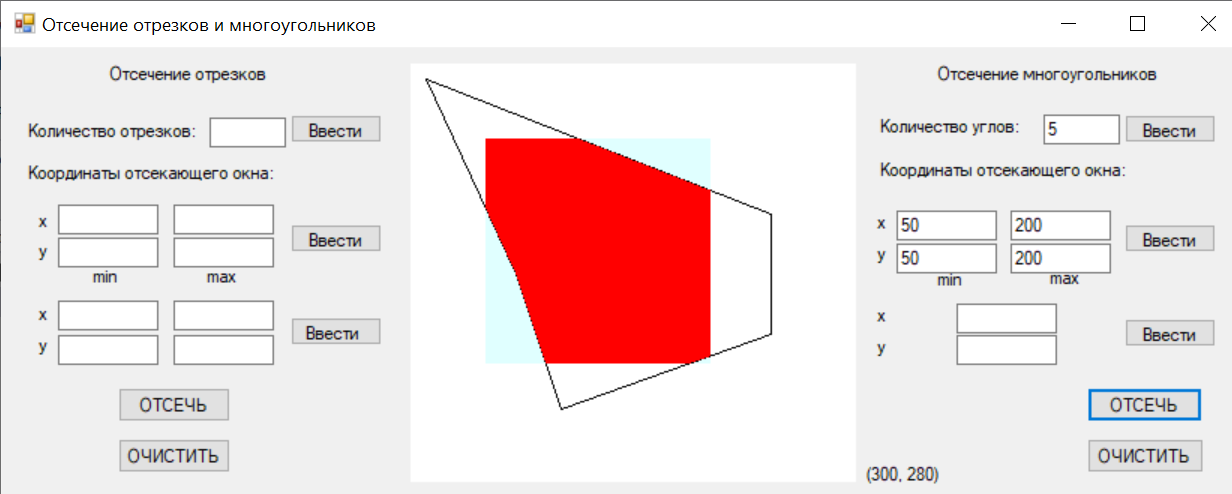 Отсечение отрезков и многоугольников
Отсечение отрезков
Количество отрезков: Ввести
Координаты отсекающего окна:
x
y Ввести
min max
x
y Ввести
ОТСЕЧЬ
ОЧИСТИТЬ
Отсечение многоугольников
Количество углов: 5 Ввести
Координаты отсекающего окна:
x 50 200
y 50 200 Ввести
min max
x
y Ввести
ОТСЕЧЬ
ОЧИСТИТЬ
(300, 280)